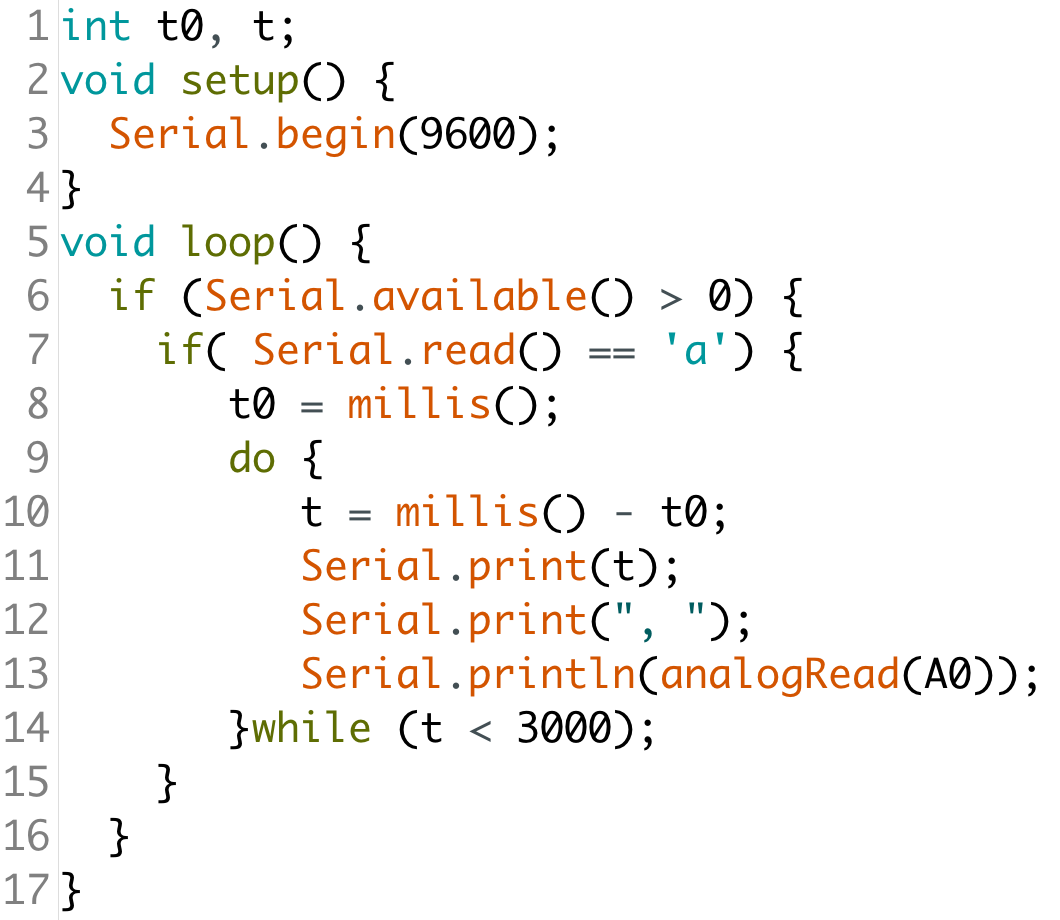 1 int t0, t;
2 void setup() {
3   Serial.begin(9600);
4 }
5 void loop() {
6   if (Serial.available() > 0) {
7     if( Serial.read() == 'a') {
8        t0 = millis();
9        do {
10          t = millis() - t0;
11          Serial.print(t);
12          Serial.print(", ");
13          Serial.println(analogRead(A0));
14       }while (t < 3000);
15    }
16  }
17 }